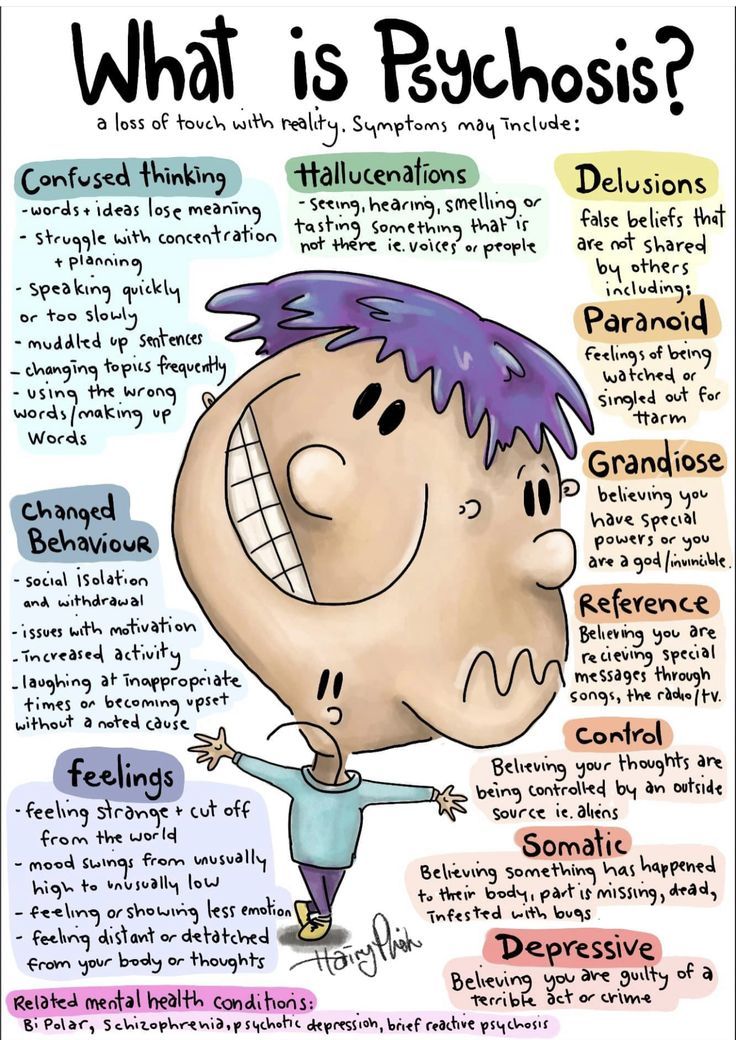 What is Psychosis?
a loss of touch with reality. Symptoms may include:
Confused thinking
-words + ideas lose meaning
- struggle with concentration
+ planning
- speaking quickly
or too slowly
- muddled up sentences
- changing topics frequently
- using the wrong
words/making up
words
Hallucenations
- seeing, hearing, smelling or
tasting something that is
not there ie. voices or people
Delusions
false beliefs that
are not shared
by others
including:
Paranoid
feelings of being
watched or
singled out for
Harm
Grandiose
believing you
have special
powers or you
are a god/invincible.
Reference
Believing you are
recieving special
messages through
songs, the radio/tv.
Control
Believing your thoughts are
being controlled by an outside
source ie. aliens
Somatic
Believing something has happened
to their body, part is missing, dead,
infested with bugs.
Depressive
Believing you are guilty of a
terrible act or crime
Changed
Behaviour
- social isolation
and withdrawal
- issues with motivation
- increased activity
- laughing at inappropriate
times or becoming upset
without a noted cause
feelings
- feeling strange + cut off
from the world
- mood swings from unusually
high to unusually low
- feeling or showing less emotion
- feeling distant or detatched
from your body or thoughts
HairyPhish
Related mental health conditions:
Bi Polar, Schizophrenia, psychotic depression, brief reactive psychosis